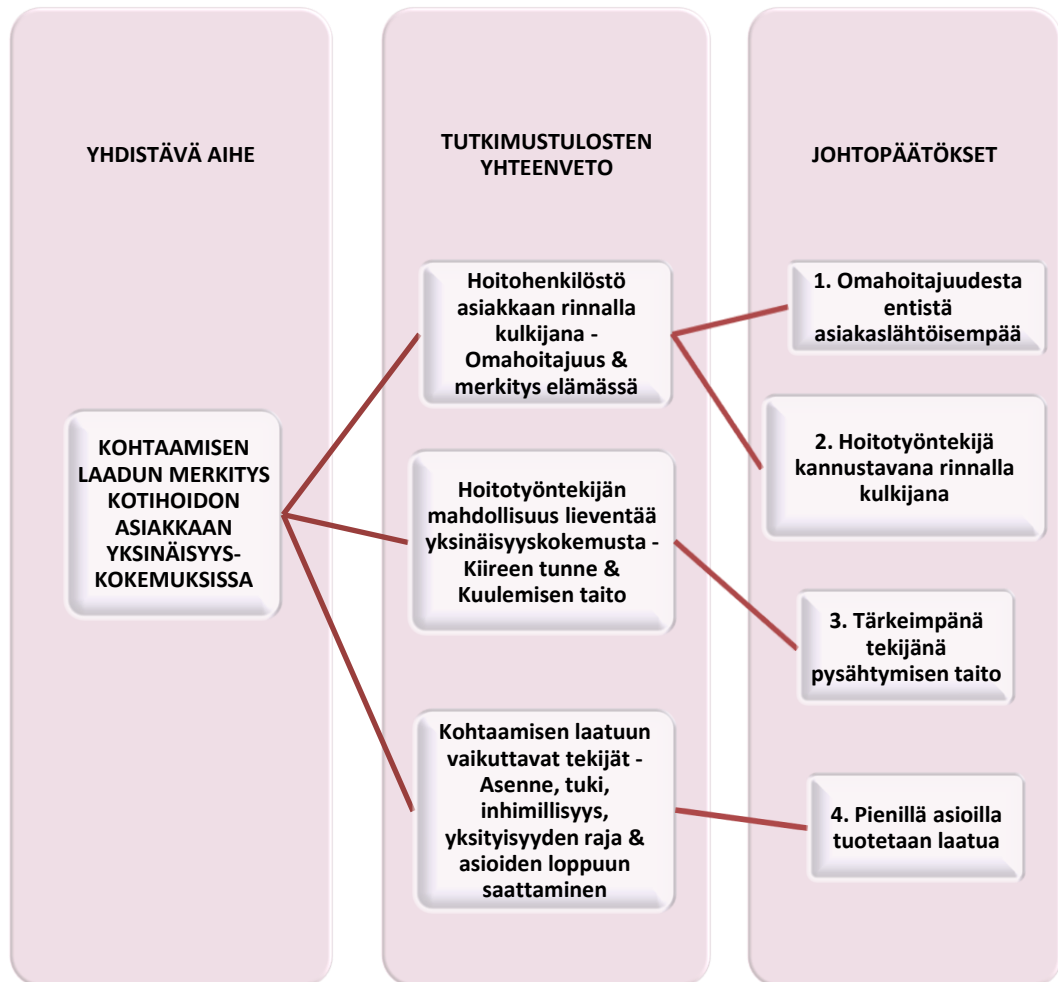 YHDISTÄVÄ AIHE
KOHTAAMISEN
LAADUN MERKITYS
KOTIHOIDON
ASIAKKAAN
YKSINÄISYYS-
KOKEMUKSISSA
TUTKIMUSTULOSTEN
YHTEENVETO
Hoitohenkilöstö
asiakkaan rinnalla
kulkijana -
Omahoitajuus &
merkitys elämässä
Hoitotyöntekijän
mahdollisuus lieventää
yksinäisyyskokemusta -
Kiireen tunne &
Kuulemisen taito
Kohtaamisen laatuun
vaikuttavat tekijät -
Asenne, tuki,
inhimillisyys,
yksityisyyden raja &
asioiden loppuun
saattaminen
JOHTOPÄÄTÖKSET
1. Omahoitajuudesta
entistä
asiakaslähtöisempää
2. Hoitotyöntekijä
kannustavana rinnalla
kulkijana
3. Tärkeimpänä
tekijänä
pysähtymisen taito
4. Pienillä asioilla
tuotetaan laatua